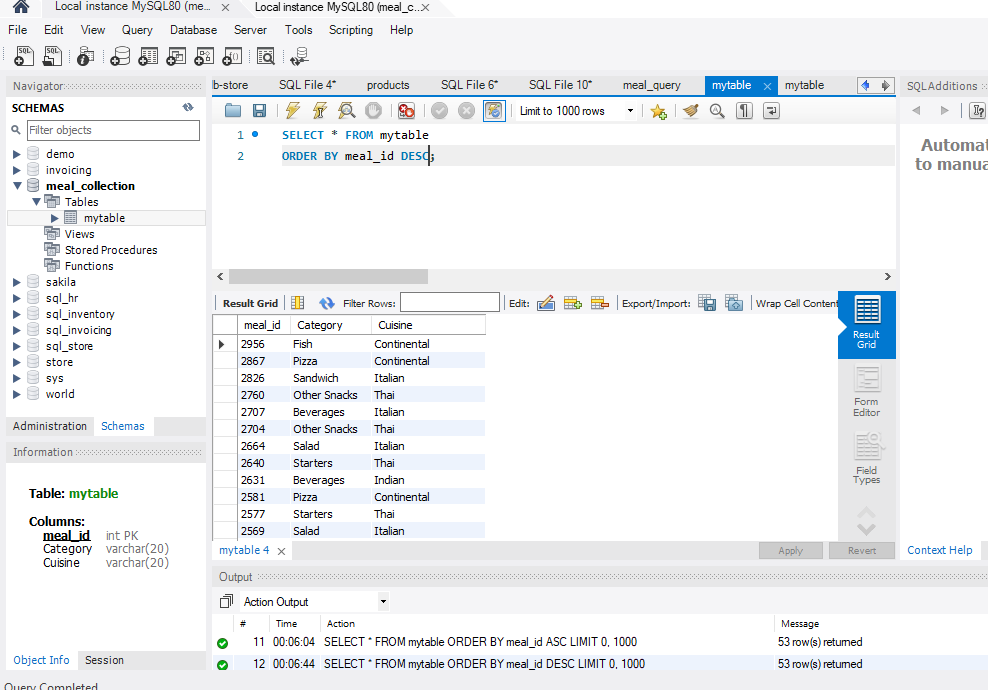 Local instance MySQL80 (me... × Local instance MySQL80 (meal_c... ×
File Edit View Query Database Server Tools Scripting Help
Navigator
SCHEMAS
Filter objects
demo
invoicing
meal_collection
Tables
mytable
Views
Stored Procedures
Functions
sakila
sql_hr
sql_inventory
sql_invoicing
sql_store
store
sys
world
Administration Schemas
Information
Table: mytable
Columns:
meal_id int PK
Category varchar(20)
Cuisine varchar(20)
Object Info Session
Query Completed
b-store SQL File 4* products SQL File 6* SQL File 10* meal_query mytable × mytable
Limit to 1000 rows
1 SELECT * FROM mytable
2 ORDER BY meal_id DESC;
Result Grid Filter Rows: Edit: Export/Import: Wrap Cell Content
meal_id Category Cuisine
2956 Fish Continental
2867 Pizza Continental
2826 Sandwich Italian
2760 Other Snacks Thai
2707 Beverages Italian
2704 Other Snacks Thai
2664 Salad Italian
2640 Starters Thai
2631 Beverages Indian
2581 Pizza Continental
2577 Starters Thai
2569 Salad Italian
Result
Grid
Form
Editor
Field
Types
mytable 4 × Apply Revert
SQLAdditions
Automat
to manua
Context Help
Output
Action Output
# Time Action Message
11 00:06:04 SELECT * FROM mytable ORDER BY meal_id ASC LIMIT 0, 1000 53 row(s) returned
12 00:06:44 SELECT * FROM mytable ORDER BY meal_id DESC LIMIT 0, 1000 53 row(s) returned